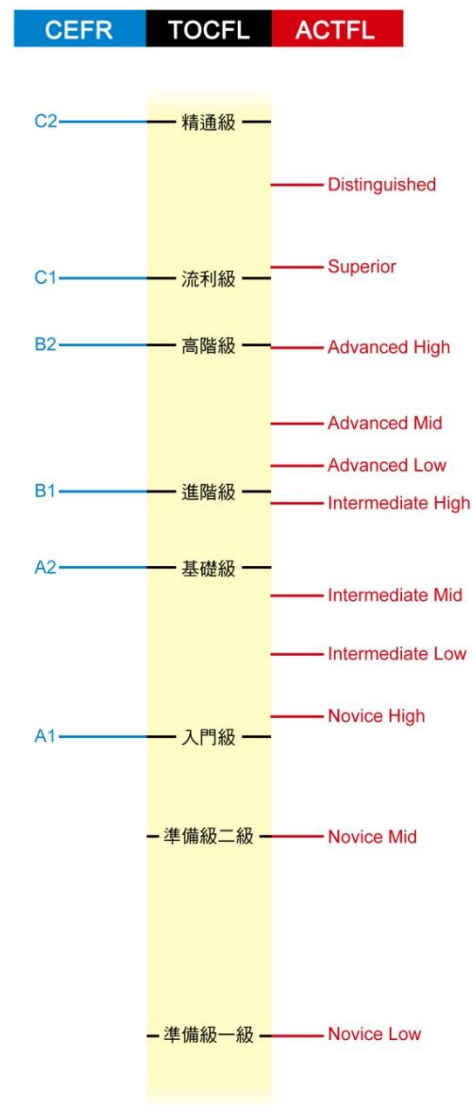 CEFR TOCFL ACTFL
C2 精通級
Distinguished
Superior
C1 流利級
B2 高階級 Advanced High
Advanced Mid
Advanced Low
B1 進階級
Intermediate High
A2 基礎級
Intermediate Mid
Intermediate Low
Novice High
A1 入門級
準備級二級 Novice Mid
準備級一級 Novice Low